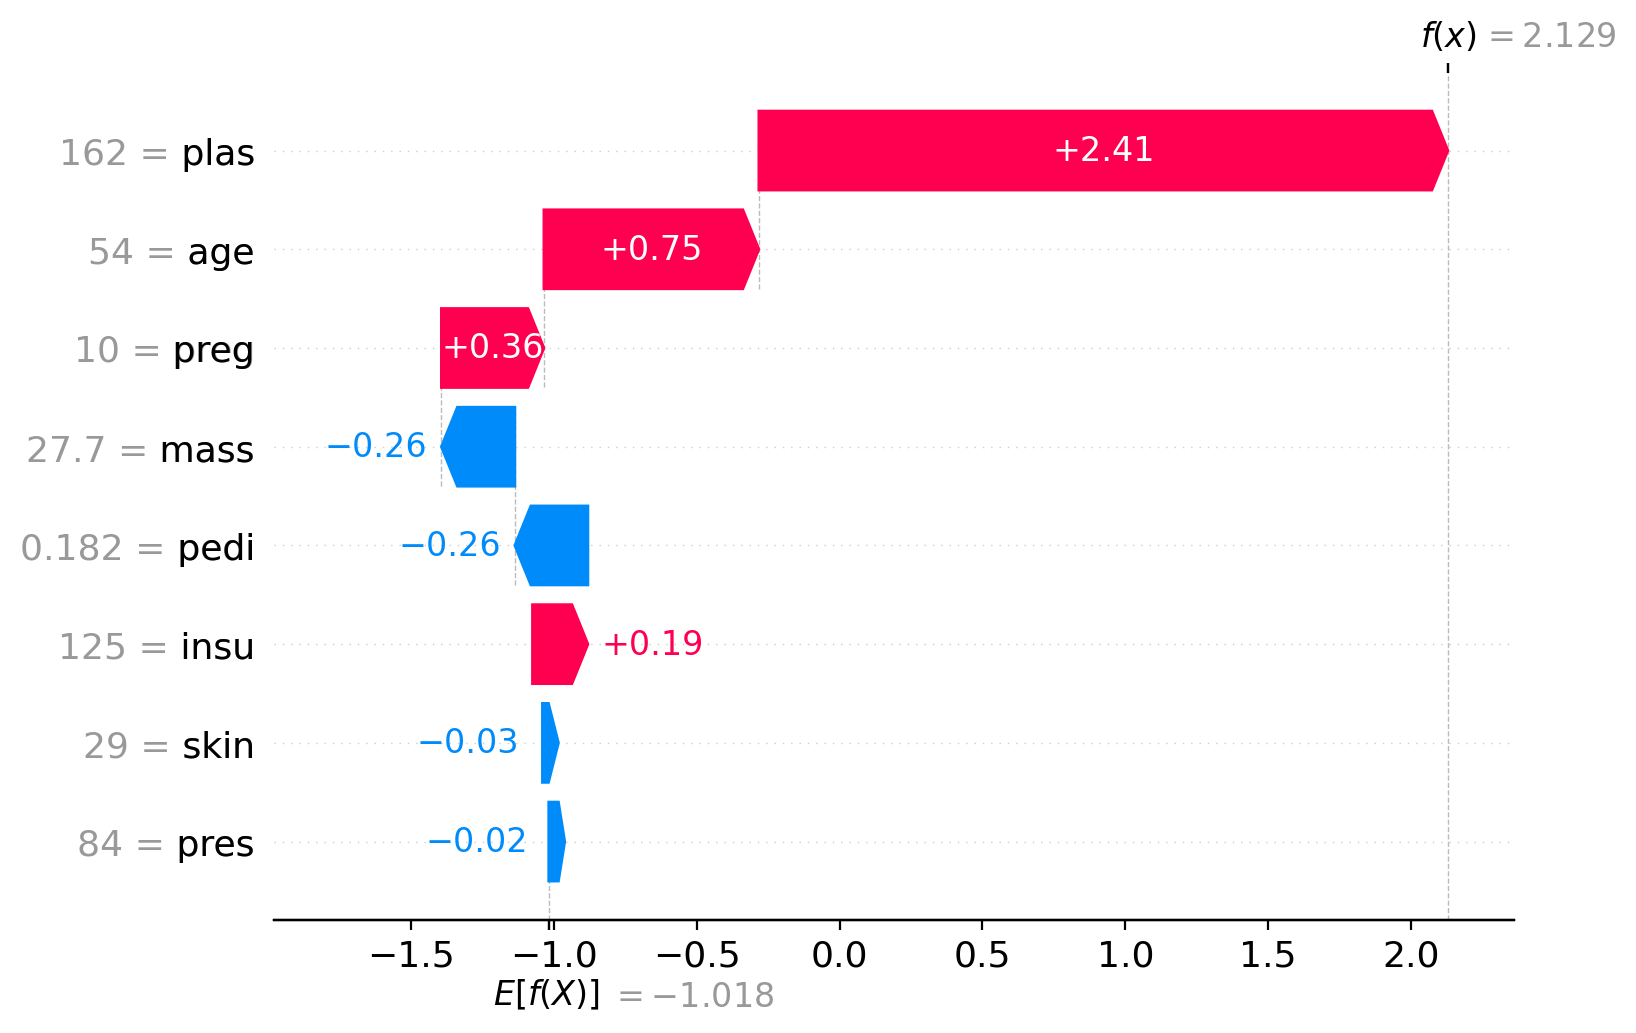 f(x) = 2.129
162 = plas
+2.41
54 = age
+0.75
10 = preg
+0.36
27.7 = mass
−0.26
0.182 = pedi
−0.26
125 = insu
+0.19
29 = skin
−0.03
84 = pres
−0.02
−1.5 −1.0 −0.5 0.0 0.5 1.0 1.5 2.0
E[f(X)] = −1.018